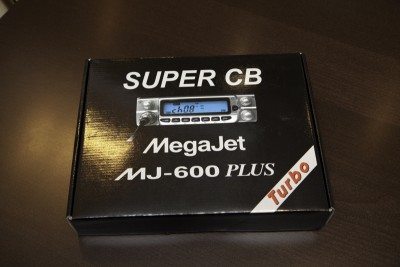 SUPER CB
MegaJet
MJ-600 PLUS
Turbo